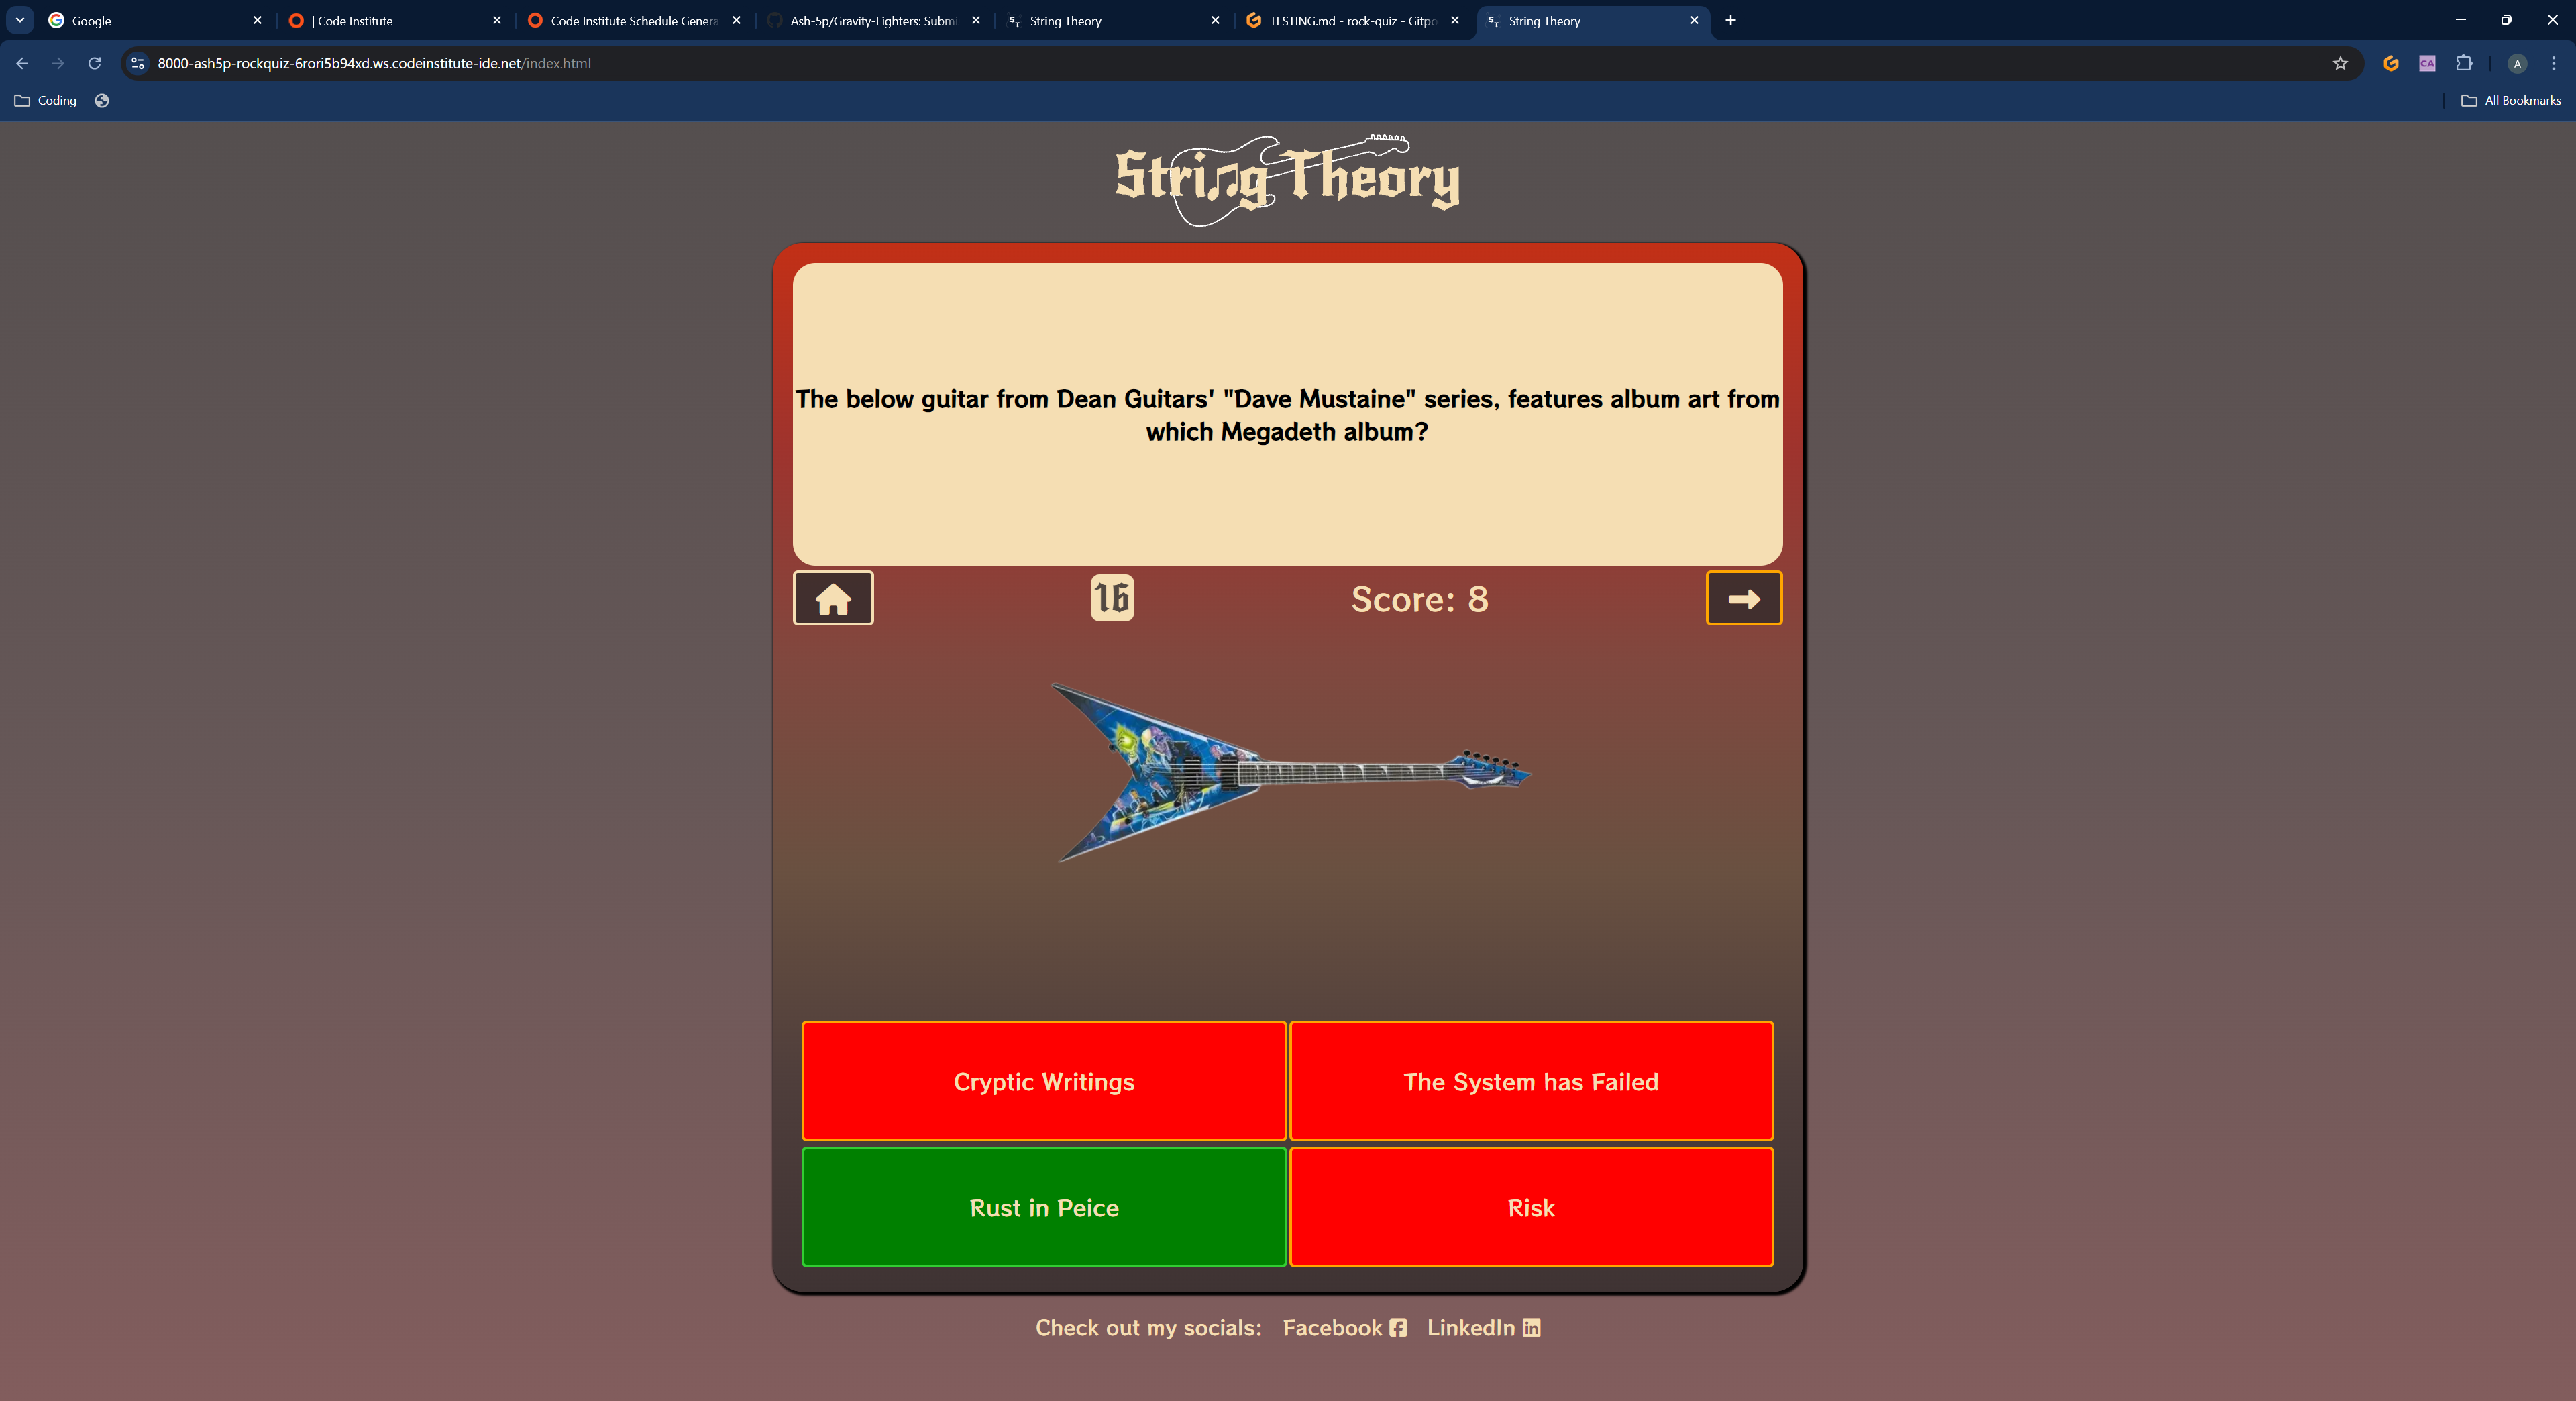 Google
| Code Institute
Code Institute Schedule Genera
Ash-5p/Gravity-Fighters: Submi
String Theory
TESTING.md - rock-quiz - Gitpo
String Theory
8000-ash5p-rockquiz-6rori5b94xd.ws.codeinstitute-ide.net/index.html
CA
A
Coding
All Bookmarks
String Theory
The below guitar from Dean Guitars' "Dave Mustaine" series, features album art from
which Megadeth album?
16
Score: 8
Cryptic Writings
The System has Failed
Rust in Peice
Risk
Check out my socials: Facebook LinkedIn